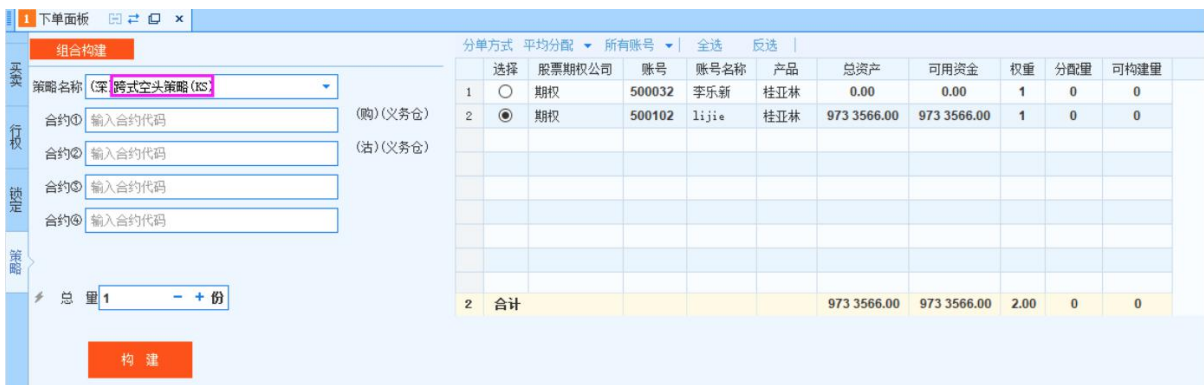 1 下单面板
买卖
行权
锁定
策略
组合构建
策略名称 (深)跨式空头策略(KS)
合约① 输入合约代码 (购)(义务仓)
合约② 输入合约代码 (沽)(义务仓)
合约③ 输入合约代码
合约④ 输入合约代码
总 量 1 - + 份
构 建
分单方式 平均分配 所有账号 全选 反选
选择 股票期权公司 账号 账号名称 产品 总资产 可用资金 权重 分配量 可构建量
1 期权 500032 李乐新 桂亚林 0.00 0.00 1 0 0
2 期权 500102 lijie 桂亚林 973 3566.00 973 3566.00 1 0 0
2 合计 973 3566.00 973 3566.00 2.00 0 0